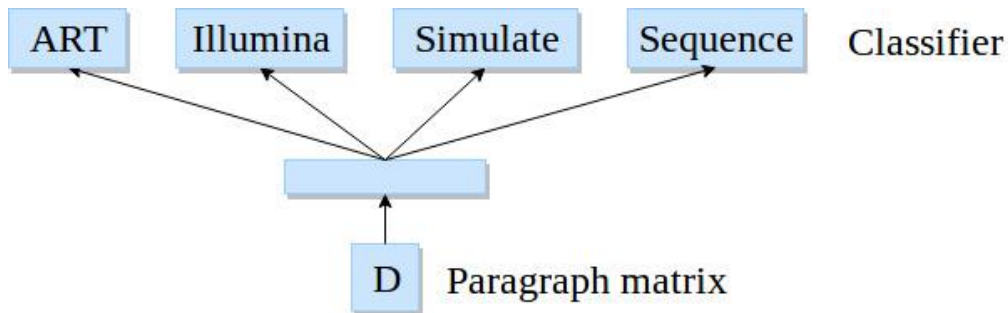 ART Illumina Simulate Sequence Classifier
D Paragraph matrix